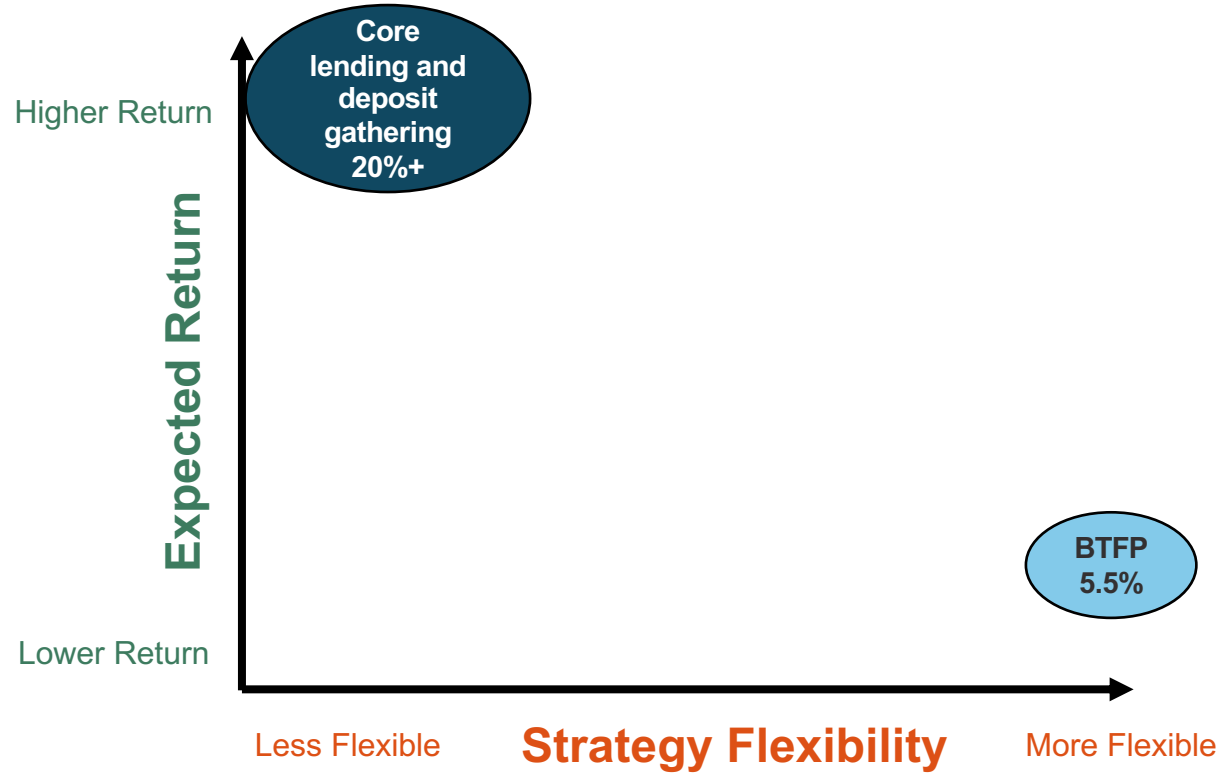 Core
lending and
deposit
gathering
20%+
Higher Return
Expected Return
BTFP
5.5%
Lower Return
Less Flexible
Strategy Flexibility
More Flexible